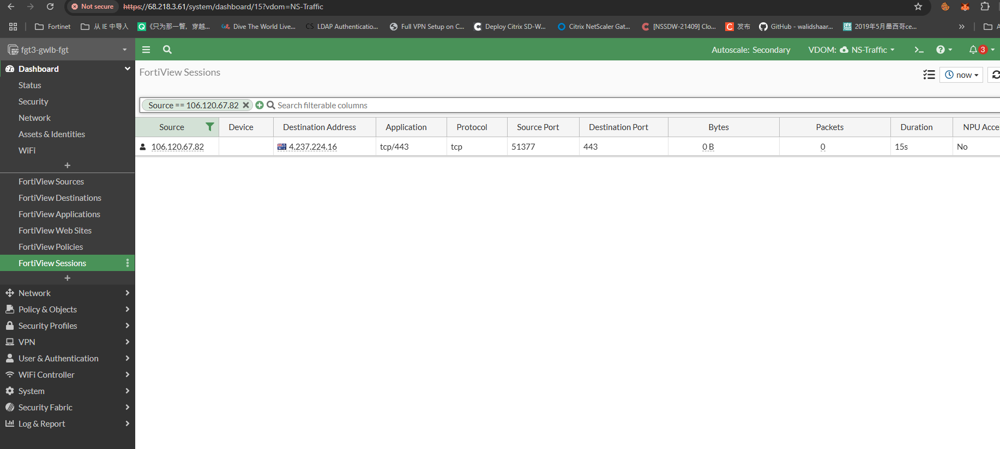 Not secure https://68.218.3.61/system/dashboard/15?vdom=NS-Traffic
Fortinet 从 IE 中导入 《只为那一瞥，穿越... Dive The World Live... CS LDAP Authenticatio... Full VPN Setup on C... Deploy Citrix SD-W... Citrix NetScaler Gat... [NSSDW-21409] Clo... 发布 GitHub - walidshaar... 2019年5月墨西哥ce... »
fgt3-gwlb-fgt
Autoscale: Secondary VDOM: NS-Traffic >_ ? 3
Dashboard
Status
Security
Network
Assets & Identities
WiFi
+
FortiView Sources
FortiView Destinations
FortiView Applications
FortiView Web Sites
FortiView Policies
FortiView Sessions
+
Network
Policy & Objects
Security Profiles
VPN
User & Authentication
WiFi Controller
System
Security Fabric
Log & Report
FortiView Sessions
now
Source == 106.120.67.82 Search filterable columns
Source Device Destination Address Application Protocol Source Port Destination Port Bytes Packets Duration NPU Acce
106.120.67.82 4.237.224.16 tcp/443 tcp 51377 443 0 B 0 15s No